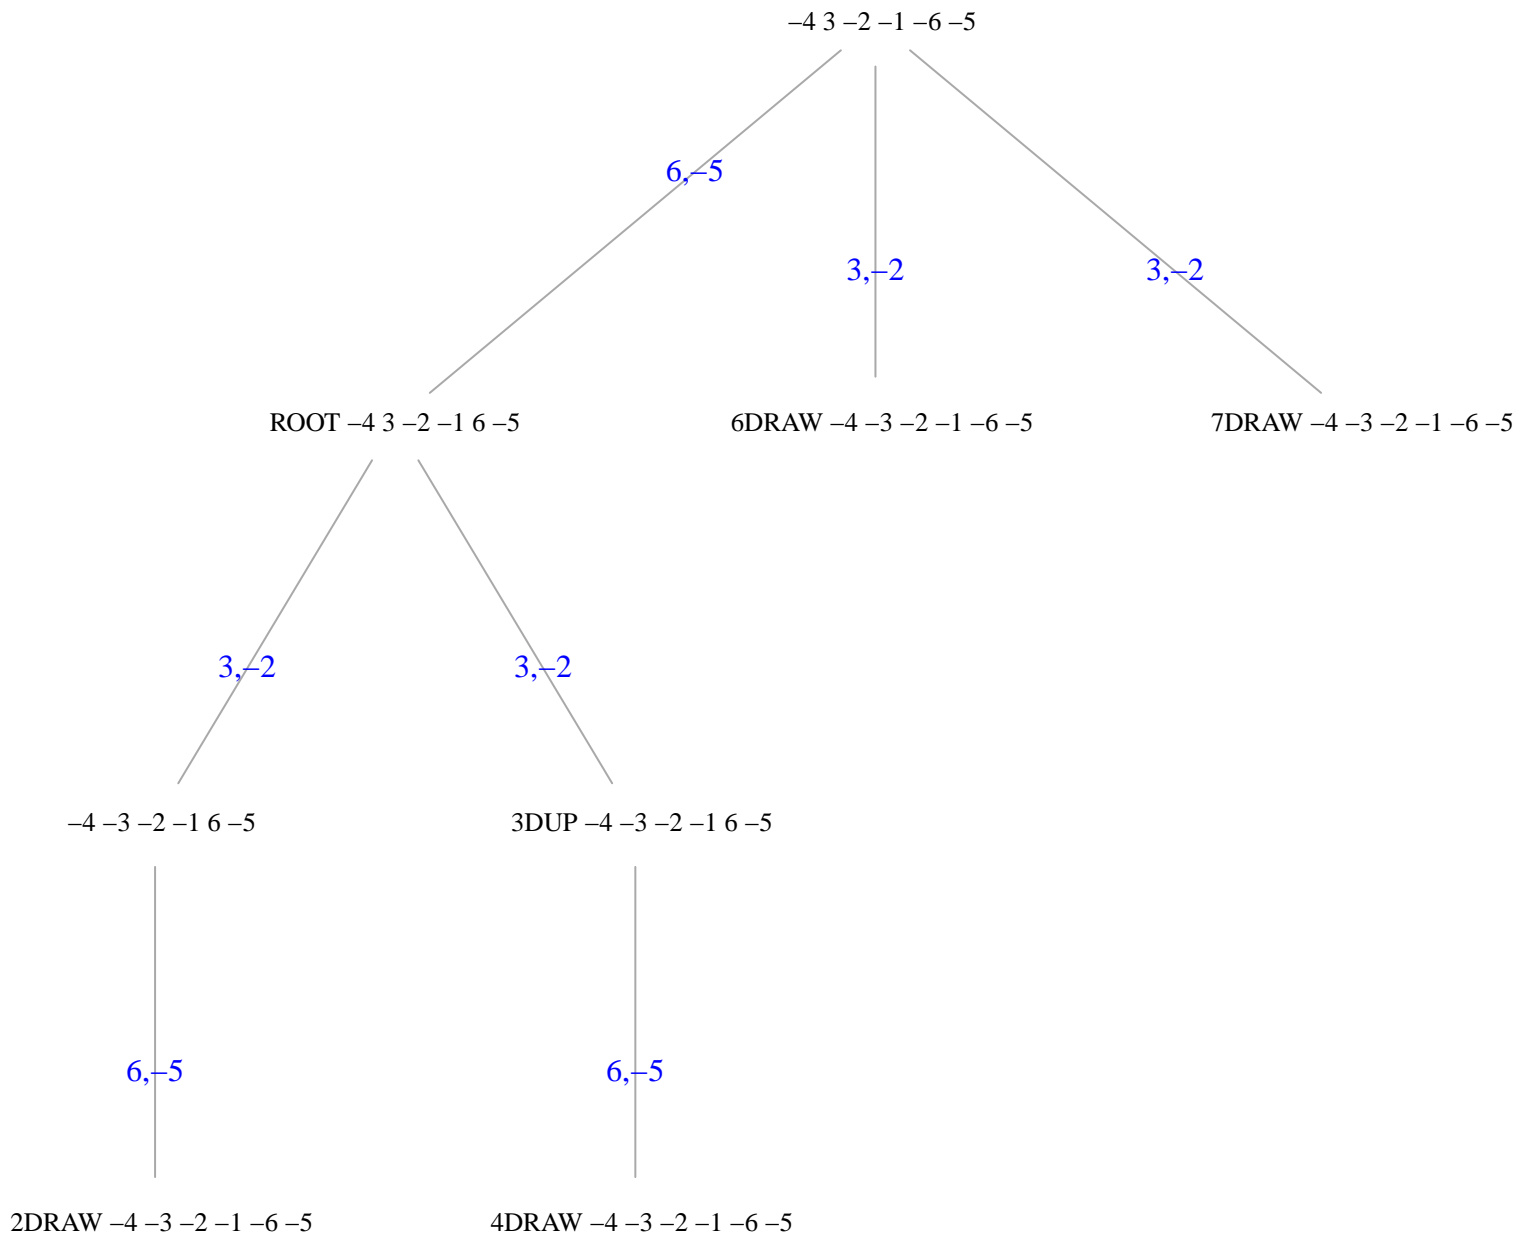 –4 3 –2 –1 –6 –5
6,–5
3,–2
3,–2
ROOT –4 3 –2 –1 6 –5
6DRAW –4 –3 –2 –1 –6 –5
7DRAW –4 –3 –2 –1 –6 –5
3,–2
3,–2
–4 –3 –2 –1 6 –5
3DUP –4 –3 –2 –1 6 –5
6,–5
6,–5
2DRAW –4 –3 –2 –1 –6 –5
4DRAW –4 –3 –2 –1 –6 –5